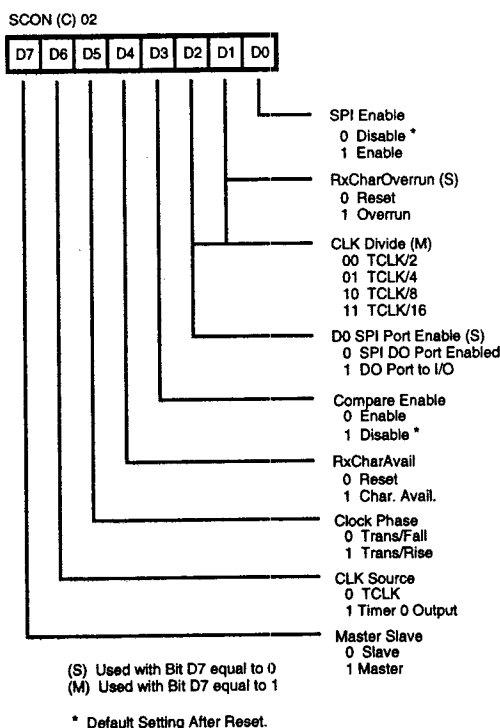 SCON (C) 02
D7 D6 D5 D4 D3 D2 D1 D0
SPI Enable
0 Disable *
1 Enable
RxCharOverrun (S)
0 Reset
1 Overrun
CLK Divide (M)
00 TCLK/2
01 TCLK/4
10 TCLK/8
11 TCLK/16
D0 SPI Port Enable (S)
0 SPI DO Port Enabled
1 DO Port to I/O
Compare Enable
0 Enable
1 Disable *
RxCharAvail
0 Reset
1 Char. Avail.
Clock Phase
0 Trans/Fall
1 Trans/Rise
CLK Source
0 TCLK
1 Timer 0 Output
Master Slave
0 Slave
1 Master
(S) Used with Bit D7 equal to 0
(M) Used with Bit D7 equal to 1
* Default Setting After Reset.